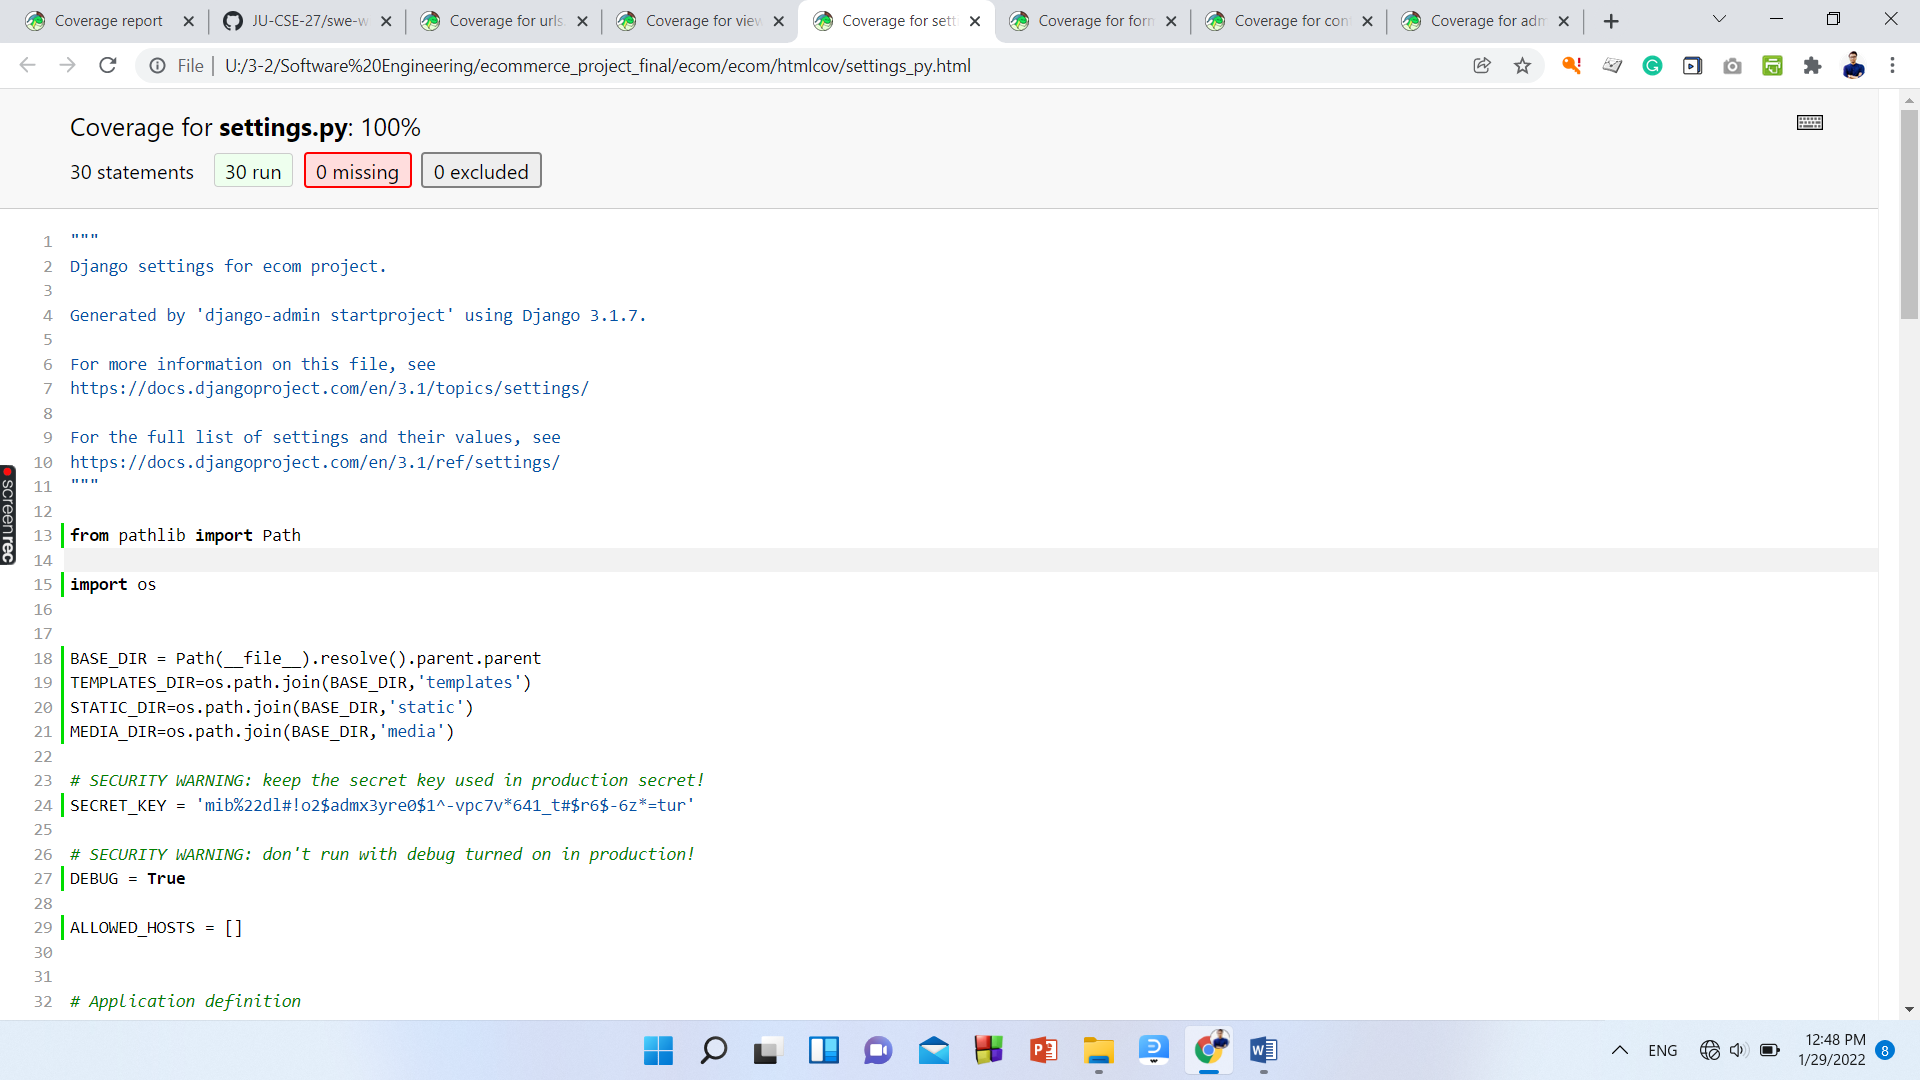 Coverage report
JU-CSE-27/swe-w
Coverage for urls
Coverage for view
Coverage for sett
Coverage for form
Coverage for con
Coverage for adm
File
U:/3-2/Software%20Engineering/ecommerce_project_final/ecom/ecom/htmlcov/settings_py.html
Coverage for settings.py: 100%
30 statements 30 run 0 missing 0 excluded
1 """
2 Django settings for ecom project.
3
4 Generated by 'django-admin startproject' using Django 3.1.7.
5
6 For more information on this file, see
7 https://docs.djangoproject.com/en/3.1/topics/settings/
8
9 For the full list of settings and their values, see
10 https://docs.djangoproject.com/en/3.1/ref/settings/
11 """
12
13 from pathlib import Path
14
15 import os
16
17
18 BASE_DIR = Path(__file__).resolve().parent.parent
19 TEMPLATES_DIR=os.path.join(BASE_DIR,'templates')
20 STATIC_DIR=os.path.join(BASE_DIR,'static')
21 MEDIA_DIR=os.path.join(BASE_DIR,'media')
22
23 # SECURITY WARNING: keep the secret key used in production secret!
24 SECRET_KEY = 'mib%22dl#!o2$admx3yre0$1^-vpc7v*641_t#$r6$-6z*=tur'
25
26 # SECURITY WARNING: don't run with debug turned on in production!
27 DEBUG = True
28
29 ALLOWED_HOSTS = []
30
31
32 # Application definition
screenrec
ENG
12:48 PM
1/29/2022
8